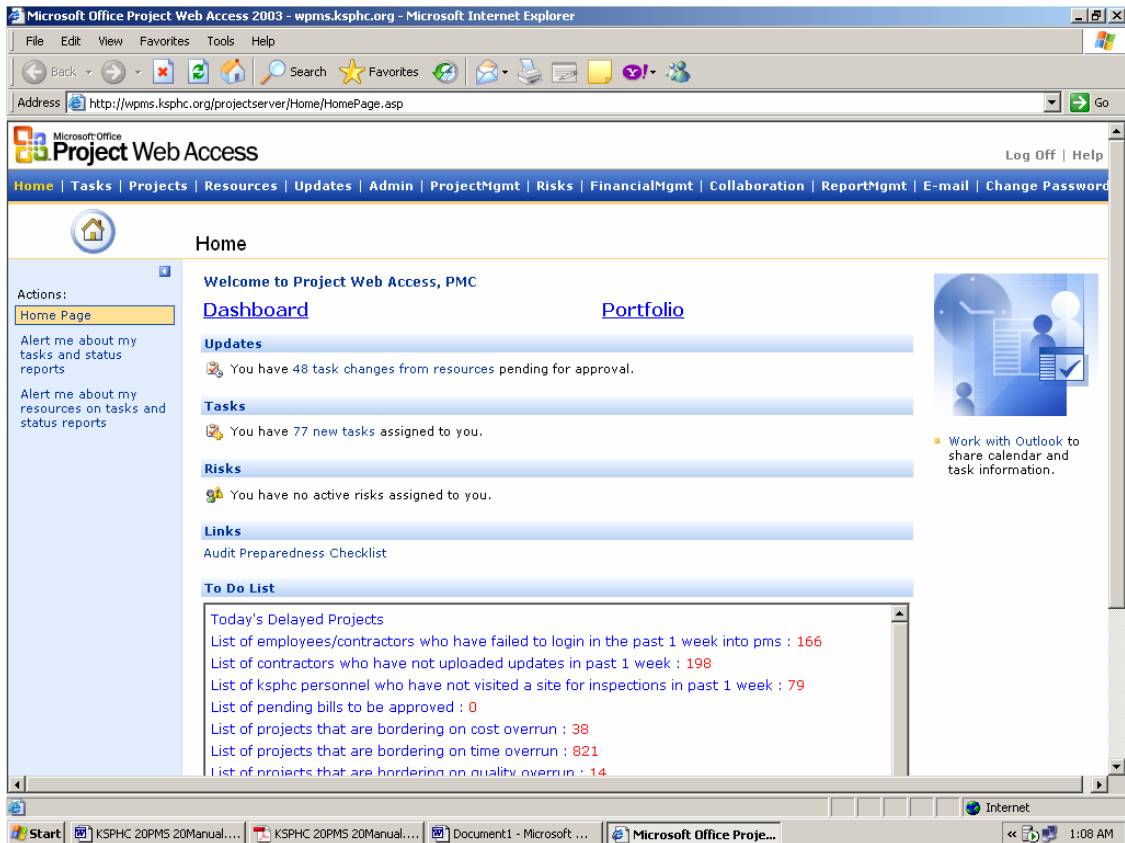 Microsoft Office Project Web Access 2003 - wpms.ksphc.org - Microsoft Internet Explorer
File Edit View Favorites Tools Help
Back Search Favorites
Address http://wpms.ksphc.org/projectserver/Home/HomePage.asp Go
Microsoft Office
Project Web Access
Log Off | Help
Home | Tasks | Projects | Resources | Updates | Admin | ProjectMgmt | Risks | FinancialMgmt | Collaboration | ReportMgmt | E-mail | Change Password
Home
Actions:
Home Page
Alert me about my
tasks and status
reports
Alert me about my
resources on tasks and
status reports
Welcome to Project Web Access, PMC
Dashboard Portfolio
Updates
You have 48 task changes from resources pending for approval.
Tasks
You have 77 new tasks assigned to you.
Risks
You have no active risks assigned to you.
Links
Audit Preparedness Checklist
To Do List
Today's Delayed Projects
List of employees/contractors who have failed to login in the past 1 week into pms : 166
List of contractors who have not uploaded updates in past 1 week : 198
List of ksphc personnel who have not visited a site for inspections in past 1 week : 79
List of pending bills to be approved : 0
List of projects that are bordering on cost overrun : 38
List of projects that are bordering on time overrun : 821
List of projects that are bordering on quality overrun : 14
Work with Outlook to
share calendar and
task information.
Internet
Start KSPHC 20PMS 20Manual.... KSPHC 20PMS 20Manual.... Document1 - Microsoft ... Microsoft Office Proje... 1:08 AM